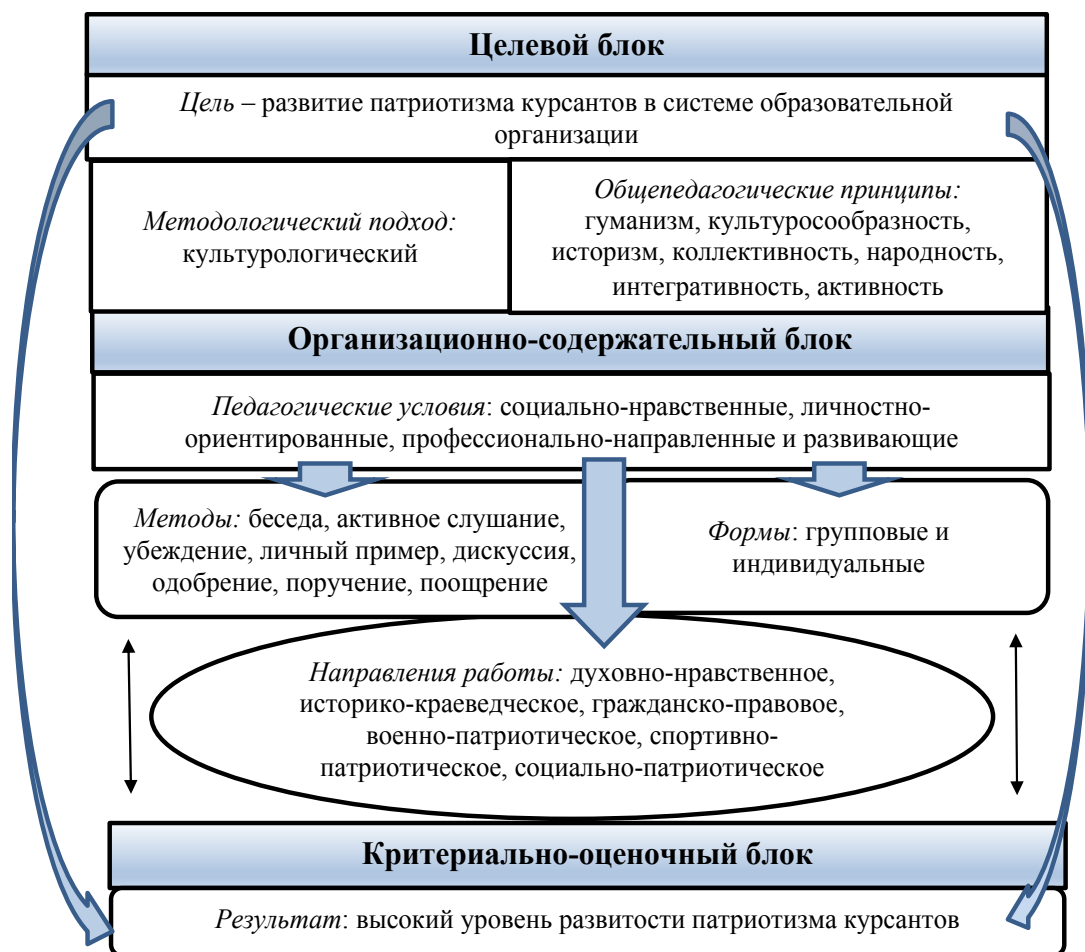 Целевой блок
Цель – развитие патриотизма курсантов в системе образовательной
организации
Методологический подход:
культурологический
Общепедагогические принципы:
гуманизм, культуросообразность,
историзм, коллективность, народность,
интегративность, активность
Организационно-содержательный блок
Педагогические условия: социально-нравственные, личностно-
ориентированные, профессионально-направленные и развивающие
Методы: беседа, активное слушание,
убеждение, личный пример, дискуссия,
одобрение, поручение, поощрение
Формы: групповые и
индивидуальные
Направления работы: духовно-нравственное,
историко-краеведческое, гражданско-правовое,
военно-патриотическое, спортивно-
патриотическое, социально-патриотическое
Критериально-оценочный блок
Результат: высокий уровень развитости патриотизма курсантов